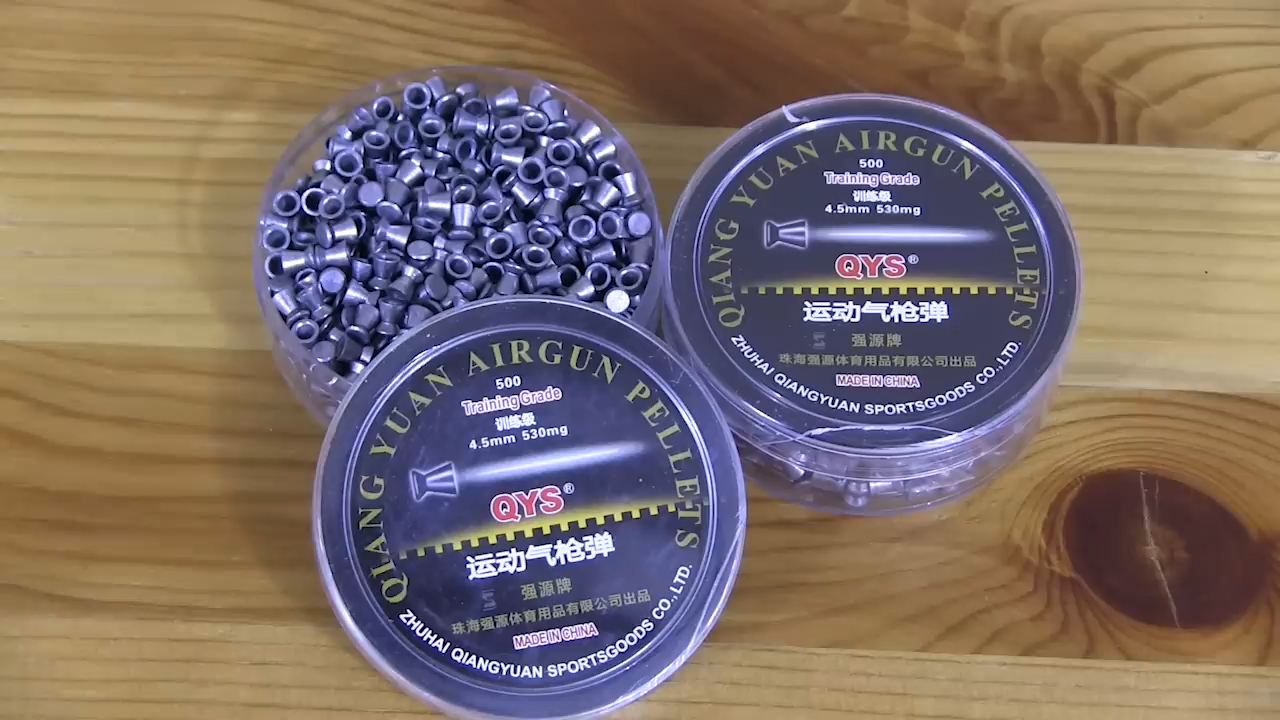 QIANG YUAN AIRGUN PELLETS
500
Training Grade
训练级
4.5mm 530mg
QYS®
运动气枪弹
强源牌
珠海强源体育用品有限公司出品
MADE IN CHINA
ZHUHAI QIANGYUAN SPORTSGOODS CO.,LTD.
QIANG YUAN AIRGUN PELLETS
500
Training Grade
训练级
4.5mm 530mg
QYS®
运动气枪弹
强源牌
珠海强源体育用品有限公司出品
MADE IN CHINA
ZHUHAI QIANGYUAN SPORTSGOODS CO.,LTD.